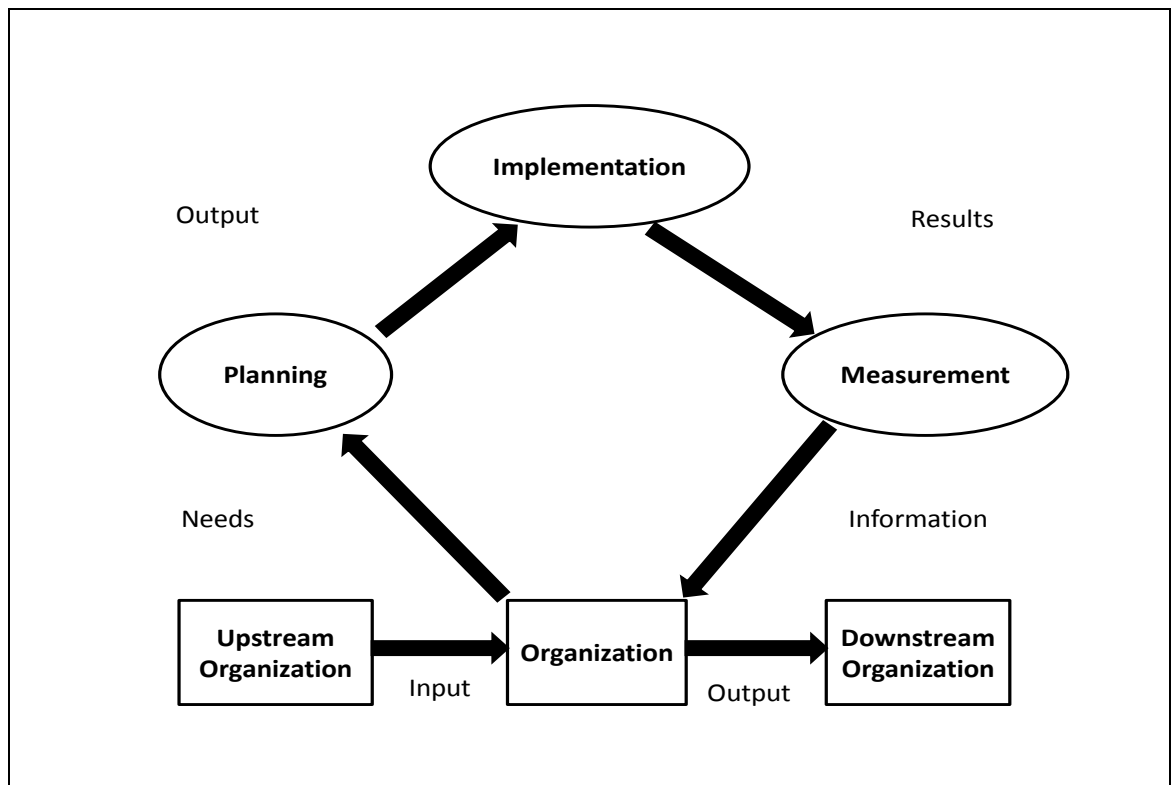 Implementation
Output
Results
Planning
Measurement
Needs
Information
Upstream
Organization
Input
Organization
Output
Downstream
Organization